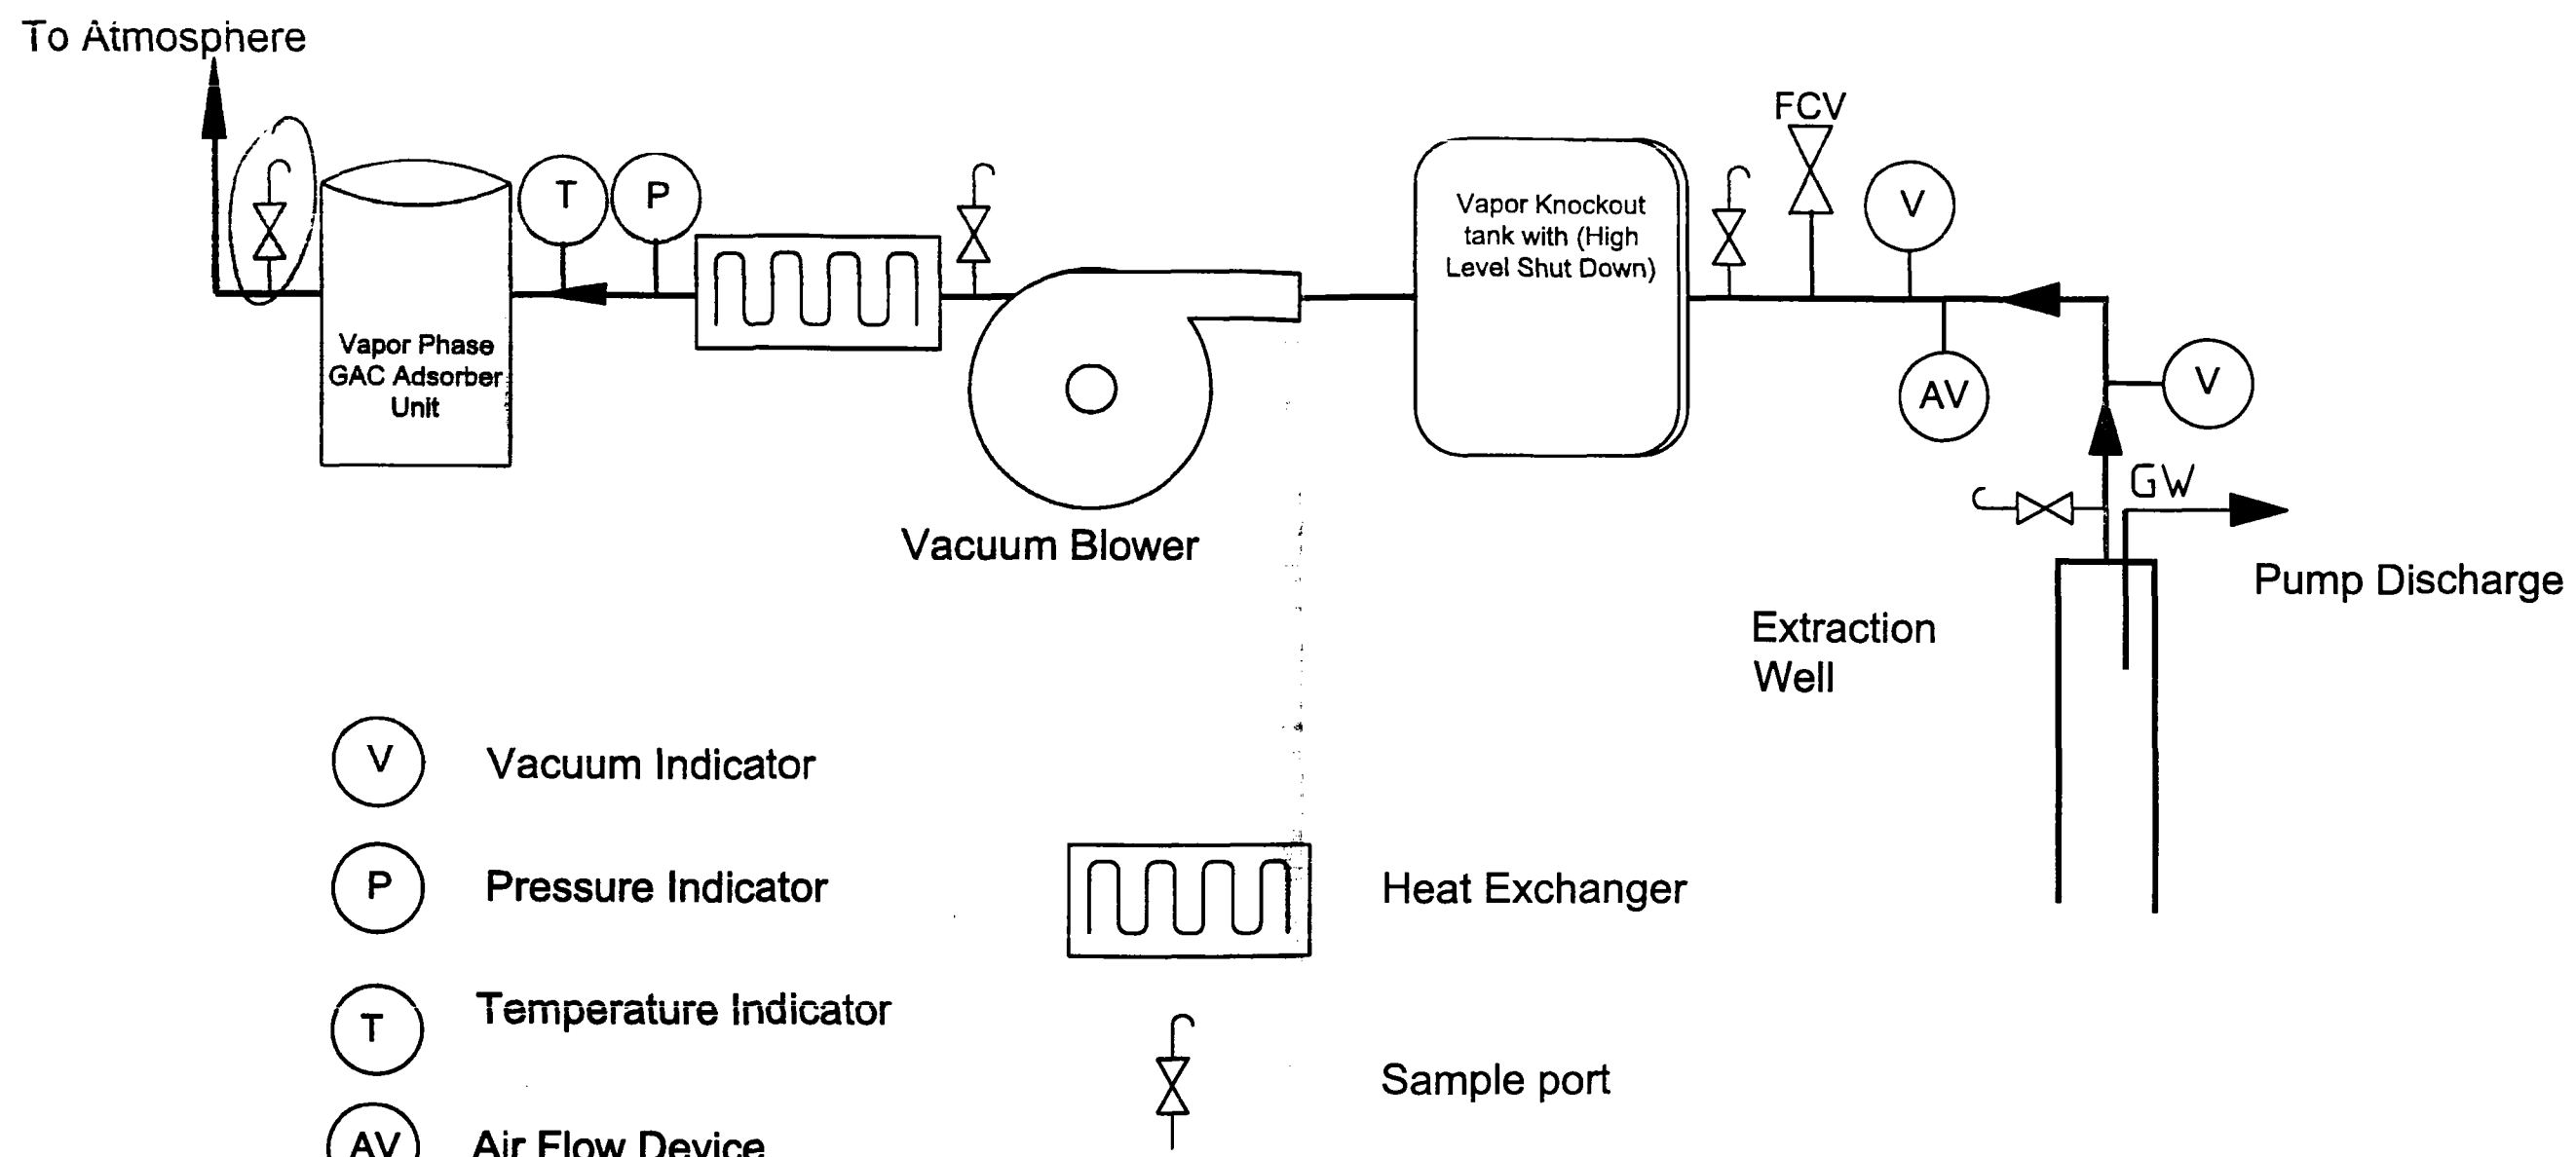 To Atmosphere
FCV
T
P
V
Vapor Knockout
tank with (High
Level Shut Down)
Vapor Phase
GAC Adsorber
Unit
AV
V
GW
Vacuum Blower
Pump Discharge
Extraction
Well
V
Vacuum Indicator
P
Pressure Indicator
Heat Exchanger
T
Temperature Indicator
Sample port
AV
Air Flow Device